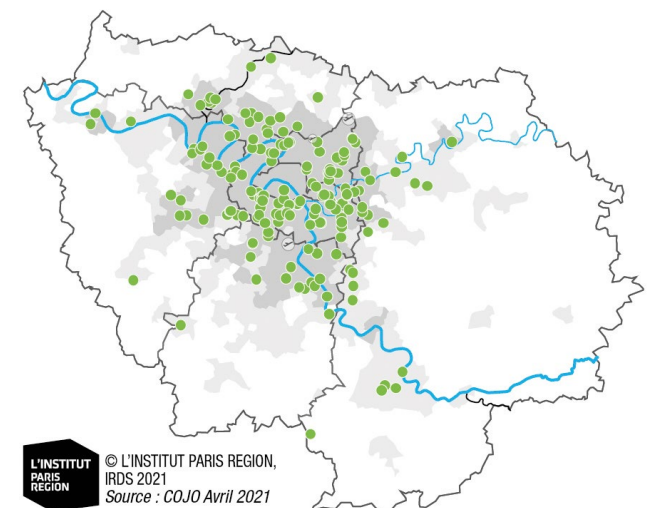 L'INSTITUT
PARIS
REGION
© L'INSTITUT PARIS REGION,
IRDS 2021
Source : COJO Avril 2021